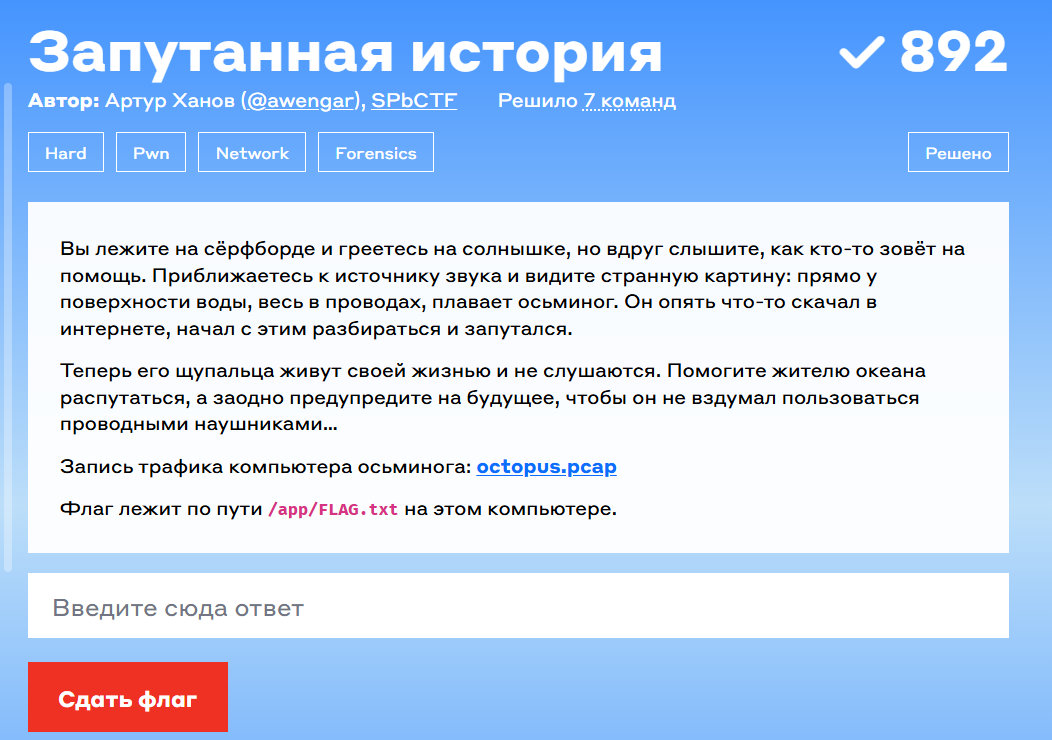 Запутанная история
892
Автор: Артур Ханов (@awengar), SPbCTF
Решило 7 команд
Hard
Pwn
Network
Forensics
Решено
Вы лежите на сёрфборде и греетесь на солнышке, но вдруг слышите, как кто-то зовёт на
помощь. Приближаетесь к источнику звука и видите странную картину: прямо у
поверхности воды, весь в проводах, плавает осьминог. Он опять что-то скачал в
интернете, начал с этим разбираться и запутался.
Теперь его щупальца живут своей жизнью и не слушаются. Помогите жителю океана
распутаться, а заодно предупредите на будущее, чтобы он не вздумал пользоваться
проводными наушниками...
Запись трафика компьютера осьминога: octopus.pcap
Флаг лежит по пути /app/FLAG.txt на этом компьютере.
Введите сюда ответ
Сдать флаг